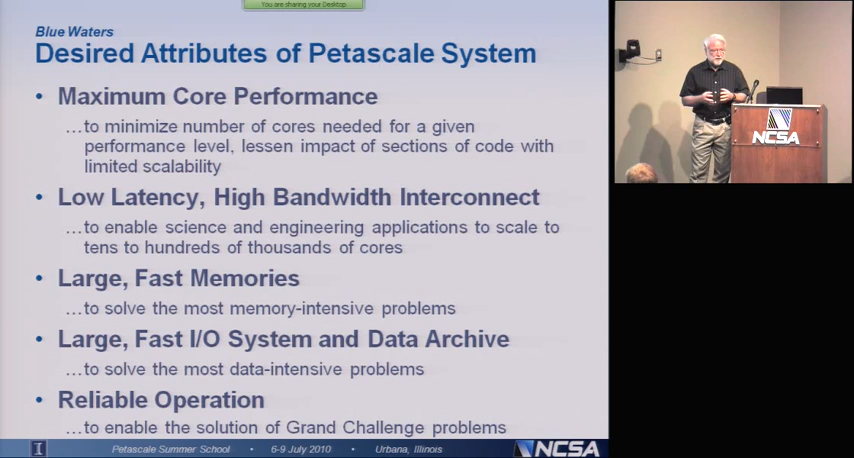 You are sharing your Desktop
Blue Waters
Desired Attributes of Petascale System
• Maximum Core Performance
…to minimize number of cores needed for a given
performance level, lessen impact of sections of code with
limited scalability
• Low Latency, High Bandwidth Interconnect
…to enable science and engineering applications to scale to
tens to hundreds of thousands of cores
• Large, Fast Memories
…to solve the most memory-intensive problems
• Large, Fast I/O System and Data Archive
…to solve the most data-intensive problems
• Reliable Operation
…to enable the solution of Grand Challenge problems
I
Petascale Summer School • 6-9 July 2010 • Urbana, Illinois
NCSA
NCSA